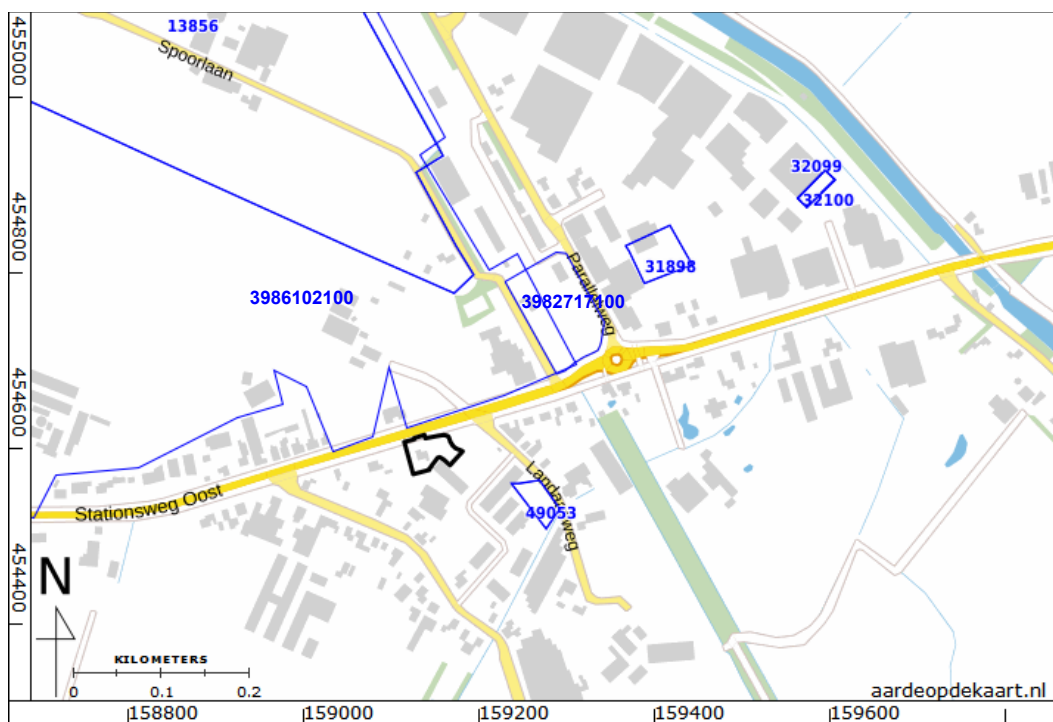 13856
Spoorlaan
455000
32099
32100
454800
31898
Parallelweg
3986102100
3982717100
454600
Landaasweg
49053
Stationsweg Oost
454400
N
KILOMETERS
0 0.1 0.2
aardeopdekaart.nl
158800 159000 159200 159400 159600